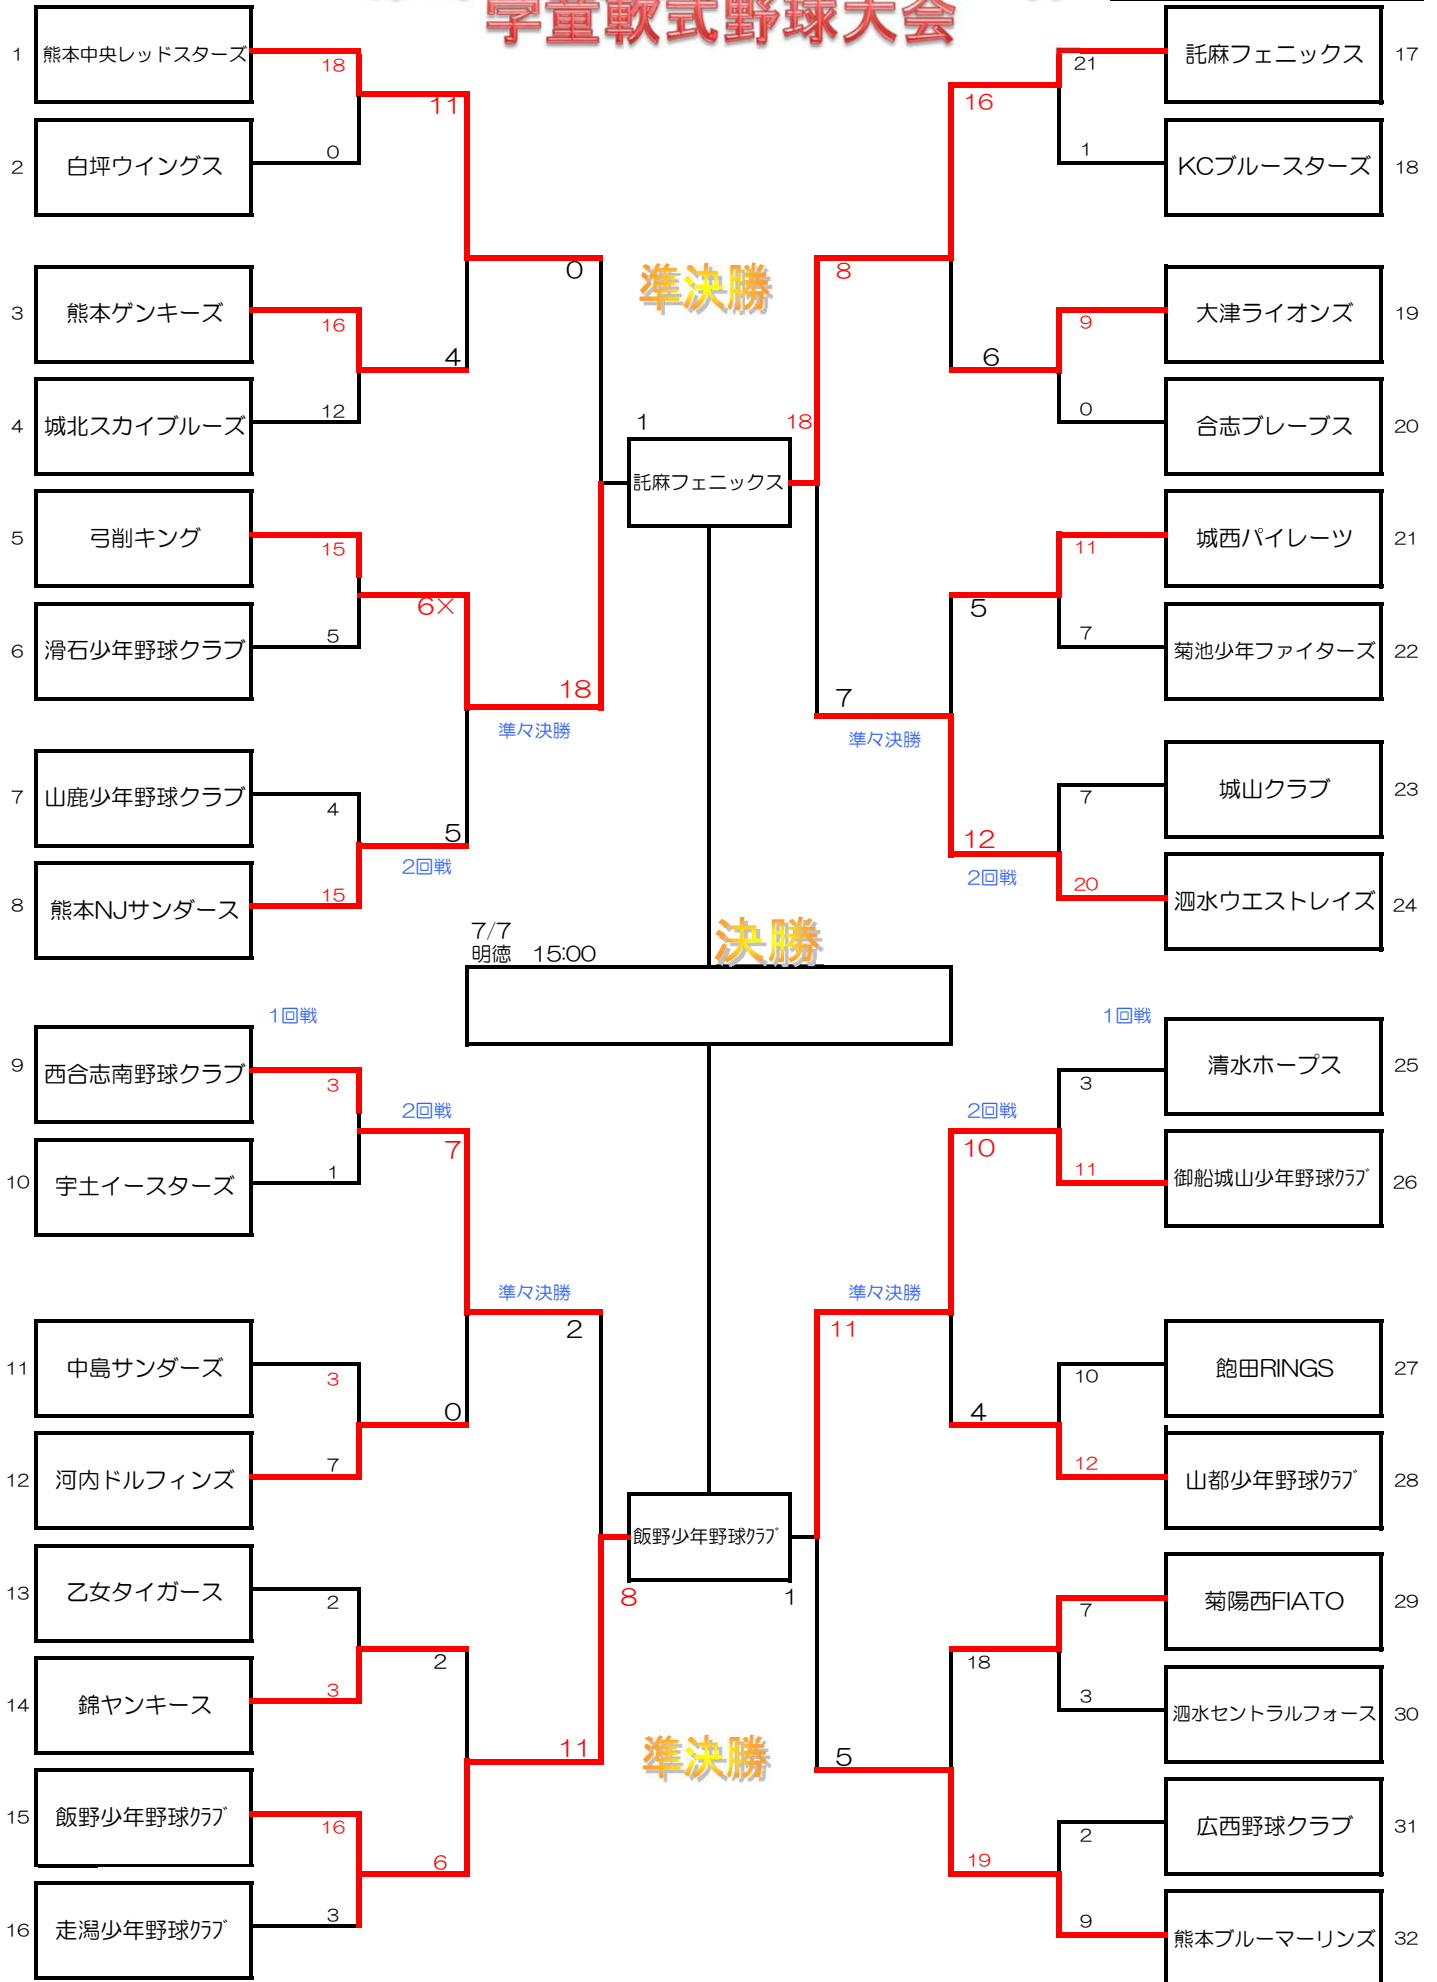 学童軟式野球大会
1 熊本中央レッドスターズ
18
11
0
2 白坪ウイングス
3 熊本ゲンキーズ
16
4
12
4 城北スカイブルーズ
0
準決勝
5 弓削キング
15
6×
5
6 滑石少年野球クラブ
18
準々決勝
7 山鹿少年野球クラブ
4
5
2回戦
15
8 熊本NJサンダース
託麻フェニックス 17
21
16
1
KCブルースターズ 18
8
大津ライオンズ 19
9
6
0
合志ブレーブス 20
1
18
託麻フェニックス
城西パイレーツ 21
11
5
7
菊池少年ファイターズ 22
7
準々決勝
城山クラブ 23
7
12
2回戦
20
泗水ウエストレイズ 24
7/7
明徳 15:00
決勝
1回戦
9 西合志南野球クラブ
3
2回戦
7
1
10 宇土イースターズ
準々決勝
2
11 中島サンダーズ
3
0
7
12 河内ドルフィンズ
13 乙女タイガース
2
2
3
14 錦ヤンキース
11
15 飯野少年野球クラブ
16
6
3
16 走潟少年野球クラブ
飯野少年野球クラブ
8
1
準決勝
1回戦
清水ホープス 25
3
2回戦
10
11
御船城山少年野球クラブ 26
準々決勝
11
飽田RINGS 27
10
4
12
山都少年野球クラブ 28
菊陽西FIATO 29
7
18
3
泗水セントラルフォース 30
5
広西野球クラブ 31
2
19
9
熊本ブルーマーリンズ 32